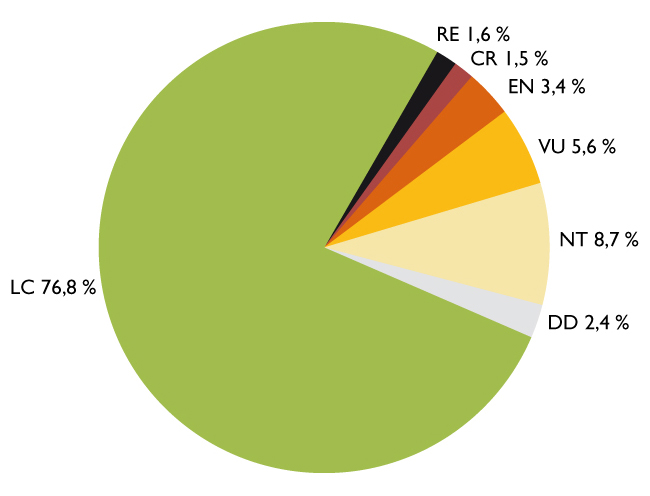 RE 1,6 %
CR 1,5 %
EN 3,4 %
VU 5,6 %
NT 8,7 %
LC 76,8 %
DD 2,4 %